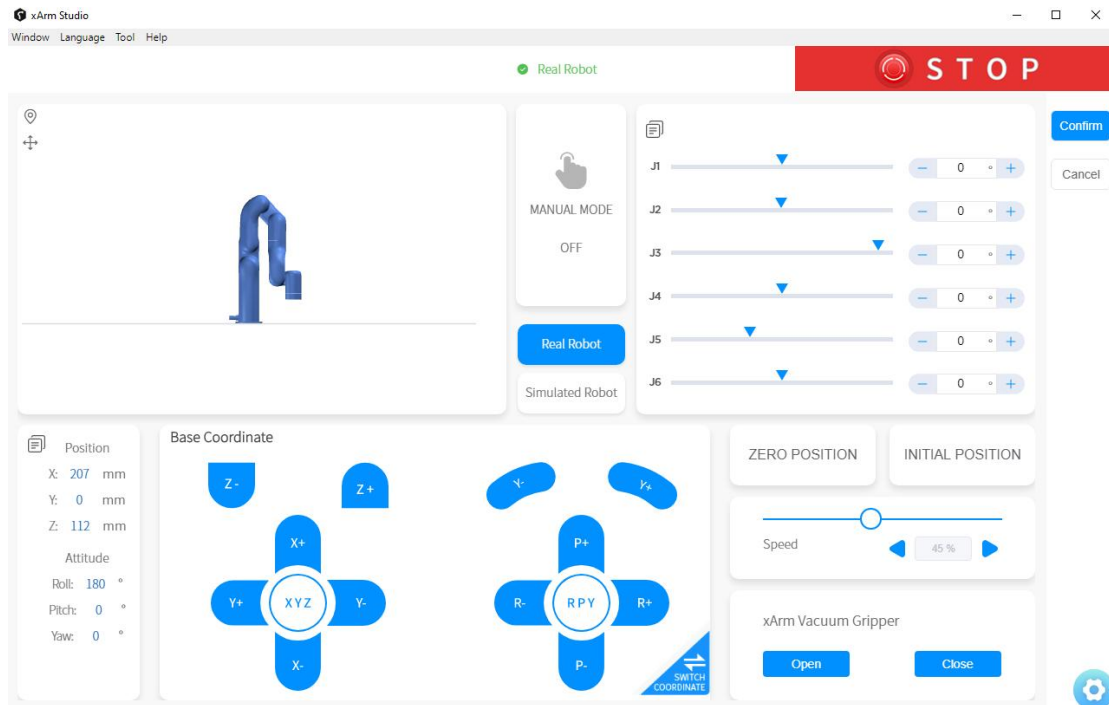 xArm Studio
Window Language Tool Help
Real Robot
STOP
Confirm
Cancel
MANUAL MODE
OFF
Real Robot
Simulated Robot
J1 − 0 ° +
J2 − 0 ° +
J3 − 0 ° +
J4 − 0 ° +
J5 − 0 ° +
J6 − 0 ° +
Position
X: 207 mm
Y: 0 mm
Z: 112 mm
Attitude
Roll: 180 °
Pitch: 0 °
Yaw: 0 °
Base Coordinate
Z -
Z +
X+
Y+ XYZ Y-
X-
Y- Y+
P+
R- RPY R+
P-
SWITCH
COORDINATE
ZERO POSITION
INITIAL POSITION
Speed 45 %
xArm Vacuum Gripper
Open Close